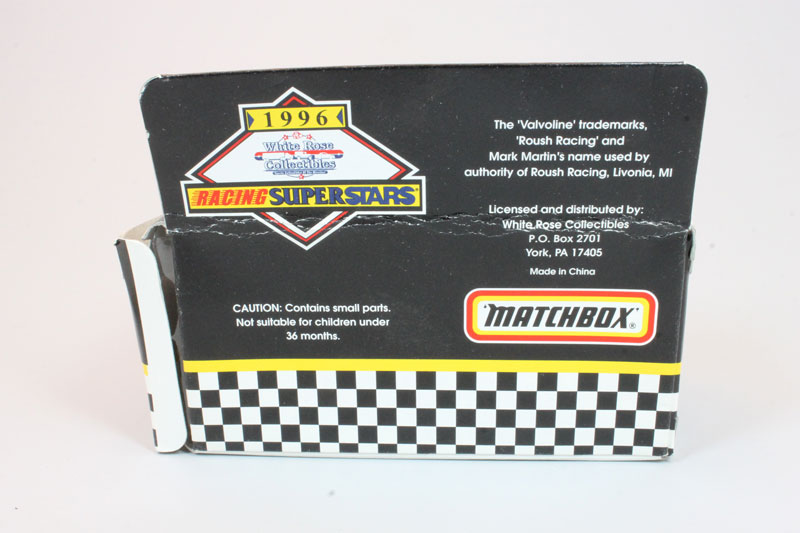 1996
White Rose
Collectibles
RACING SUPERSTARS
The 'Valvoline' trademarks,
'Roush Racing' and
Mark Martin's name used by
authority of Roush Racing, Livonia, MI
Licensed and distributed by:
White Rose Collectibles
P.O. Box 2701
York, PA 17405
Made in China
CAUTION: Contains small parts.
Not suitable for children under
36 months.
MATCHBOX®